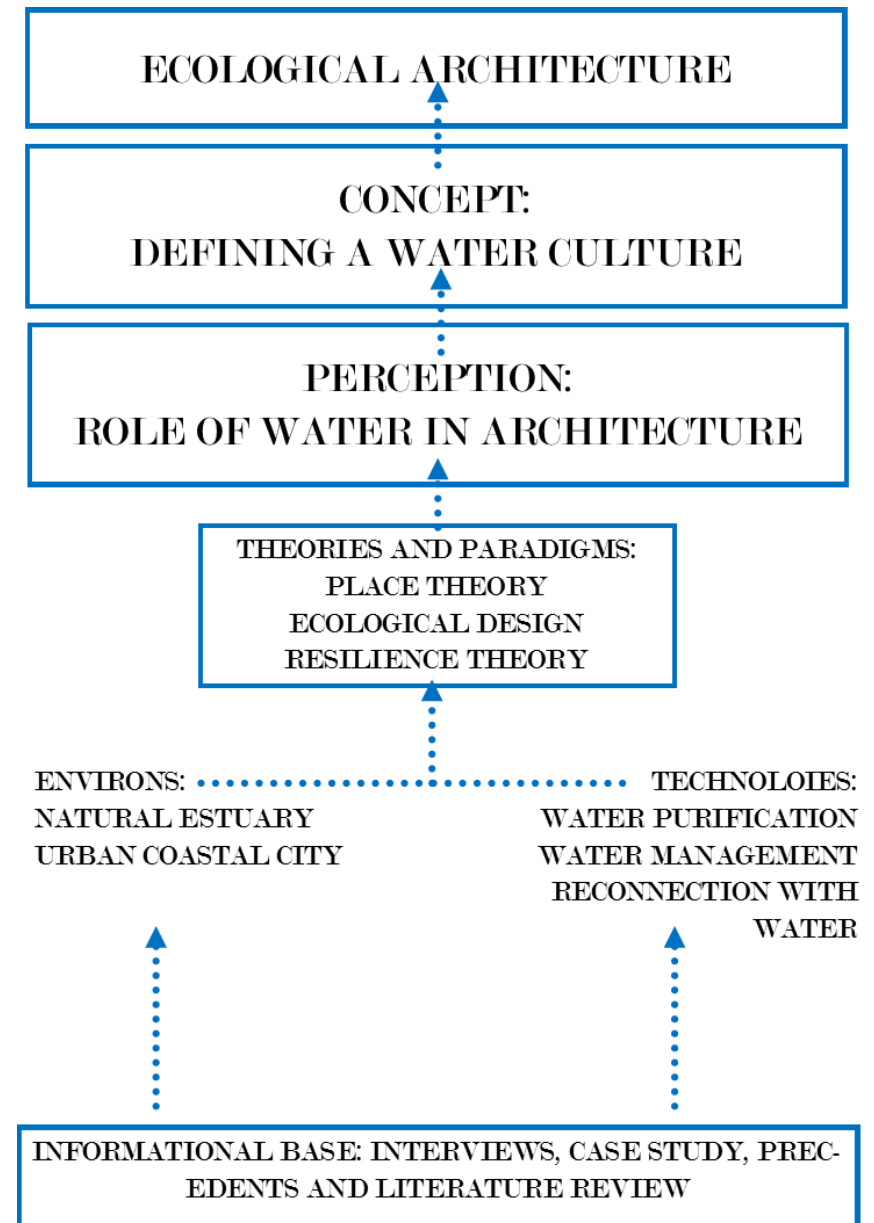 ECOLOGICAL ARCHITECTURE
CONCEPT:
DEFINING A WATER CULTURE
PERCEPTION:
ROLE OF WATER IN ARCHITECTURE
THEORIES AND PARADIGMS:
PLACE THEORY
ECOLOGICAL DESIGN
RESILIENCE THEORY
ENVIRONS:
NATURAL ESTUARY
URBAN COASTAL CITY
TECHNOLOIES:
WATER PURIFICATION
WATER MANAGEMENT
RECONNECTION WITH
WATER
INFORMATIONAL BASE: INTERVIEWS, CASE STUDY, PREC-
EDENTS AND LITERATURE REVIEW